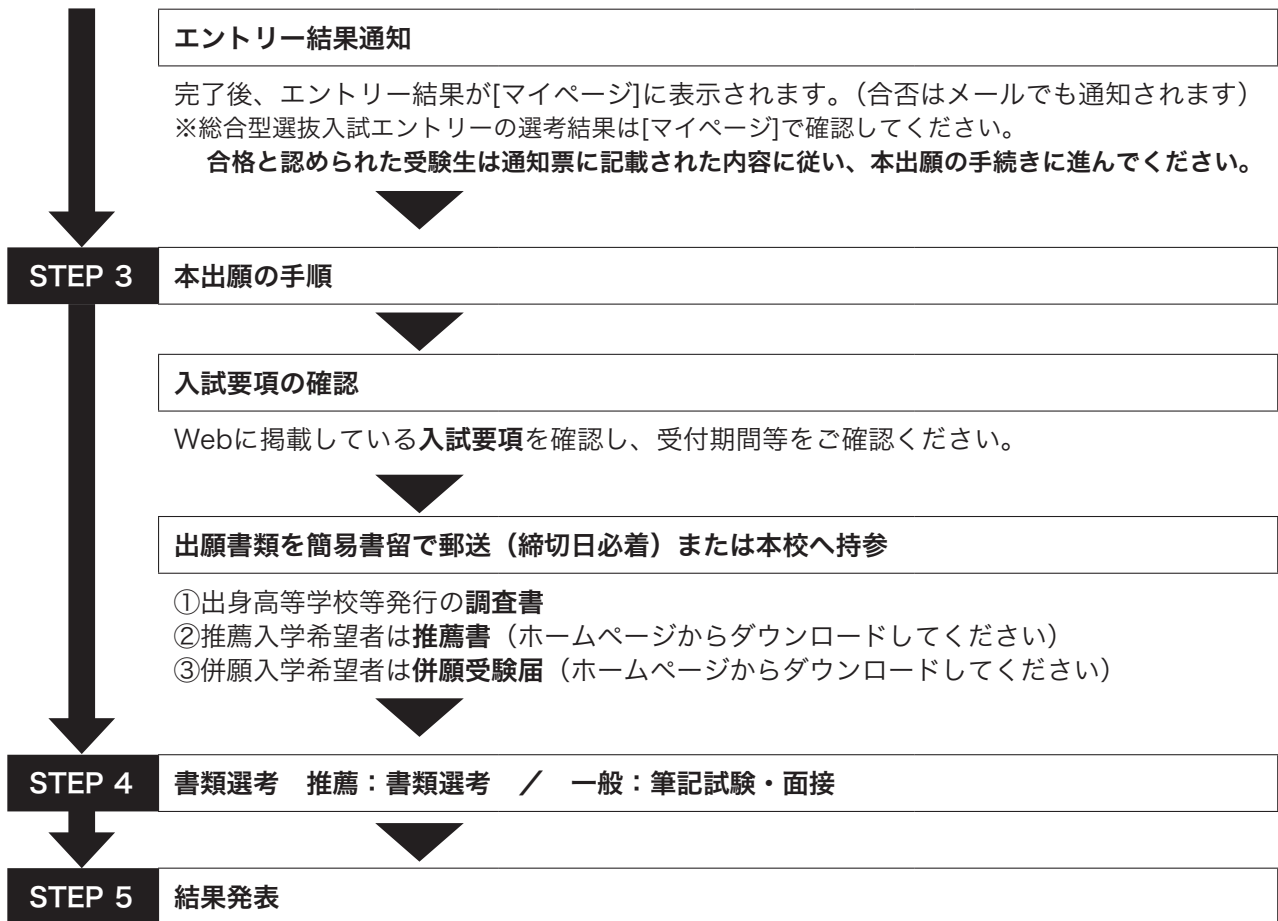 エントリー結果通知
完了後、エントリー結果が[マイページ]に表示されます。（合否はメールでも通知されます）
※総合型選抜入試エントリーの選考結果は[マイページ]で確認してください。
合格と認められた受験生は通知票に記載された内容に従い、本出願の手続きに進んでください。
STEP 3 本出願の手順
入試要項の確認
Webに掲載している入試要項を確認し、受付期間等をご確認ください。
出願書類を簡易書留で郵送（締切日必着）または本校へ持参
①出身高等学校等発行の調査書
②推薦入学希望者は推薦書（ホームページからダウンロードしてください）
③併願入学希望者は併願受験届（ホームページからダウンロードしてください）
STEP 4 書類選考　推薦：書類選考　／　一般：筆記試験・面接
STEP 5 結果発表